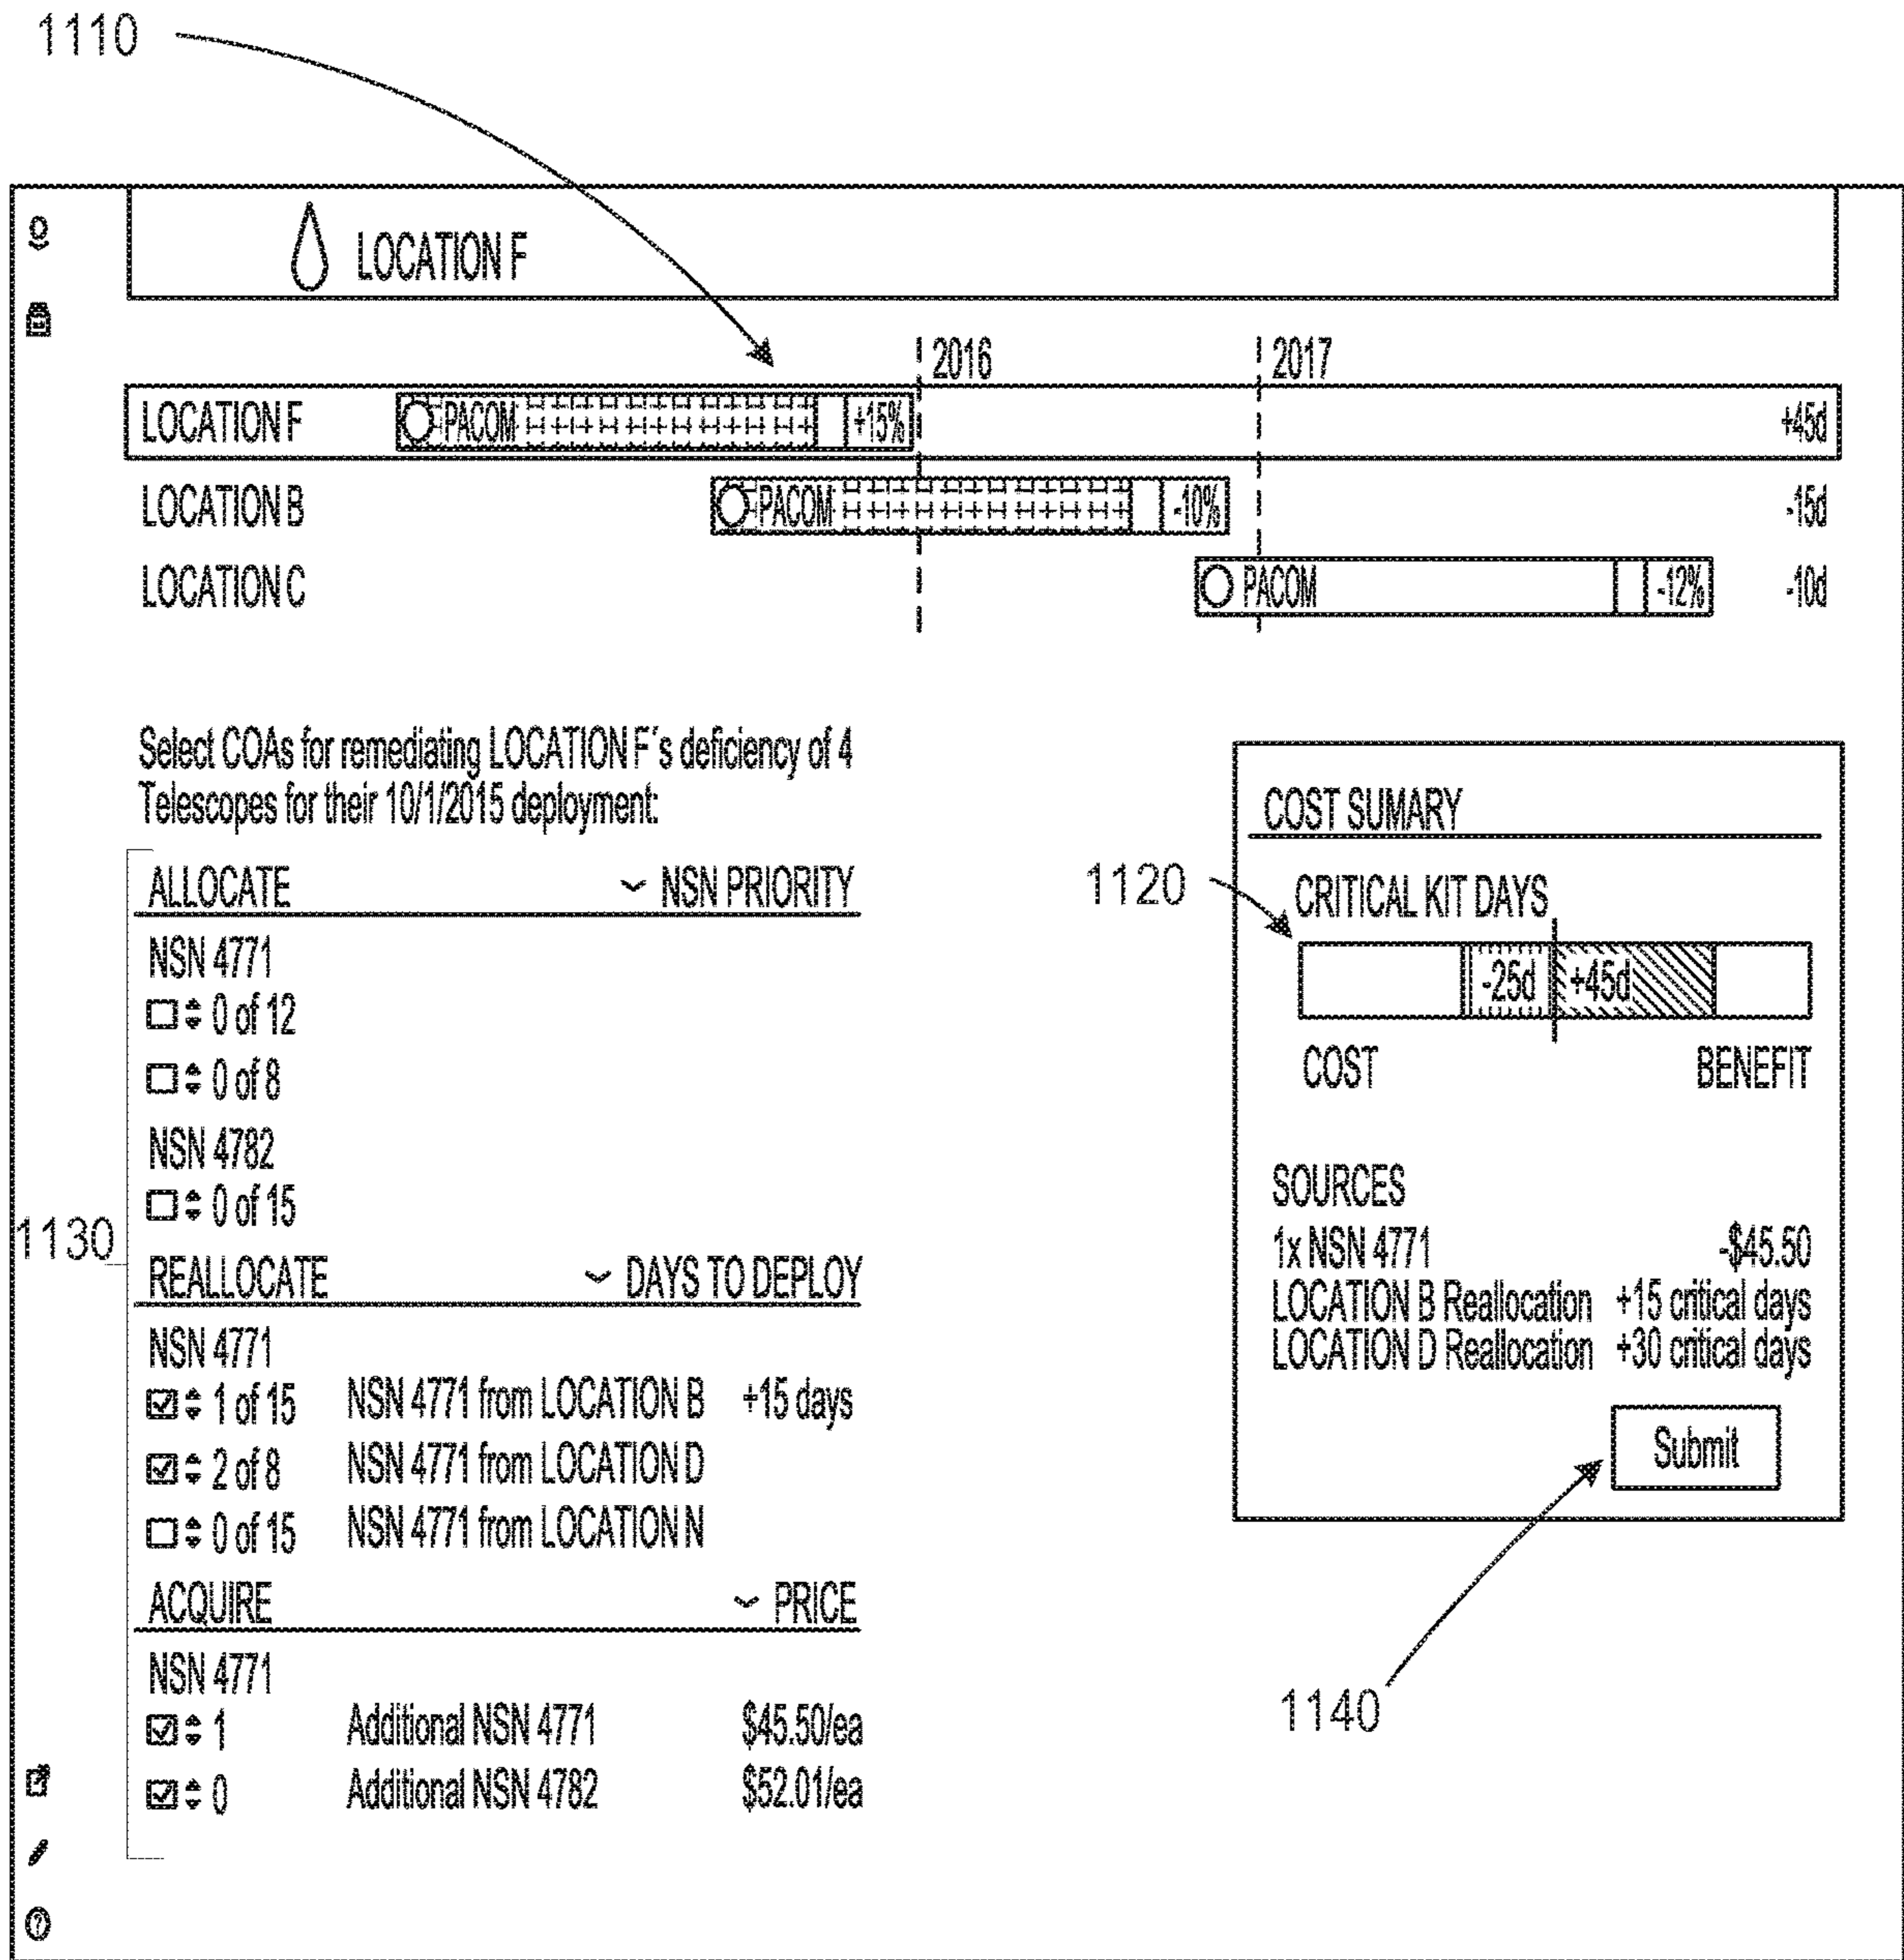 1110
LOCATION F
2016 2017
LOCATION F PACOM +15% +45d
LOCATION B PACOM -10% -15d
LOCATION C PACOM -12% -10d
Select COAs for remediating LOCATION F's deficiency of 4
Telescopes for their 10/1/2015 deployment:
ALLOCATE NSN PRIORITY
NSN 4771
0 of 12
0 of 8
NSN 4782
0 of 15
1130
REALLOCATE DAYS TO DEPLOY
NSN 4771
1 of 15 NSN 4771 from LOCATION B +15 days
2 of 8 NSN 4771 from LOCATION D
0 of 15 NSN 4771 from LOCATION N
ACQUIRE PRICE
NSN 4771
1 Additional NSN 4771 $45.50/ea
0 Additional NSN 4782 $52.01/ea
COST SUMARY
1120
CRITICAL KIT DAYS
-25d +45d
COST BENEFIT
SOURCES
1x NSN 4771 -$45.50
LOCATION B Reallocation +15 critical days
LOCATION D Reallocation +30 critical days
Submit
1140
?